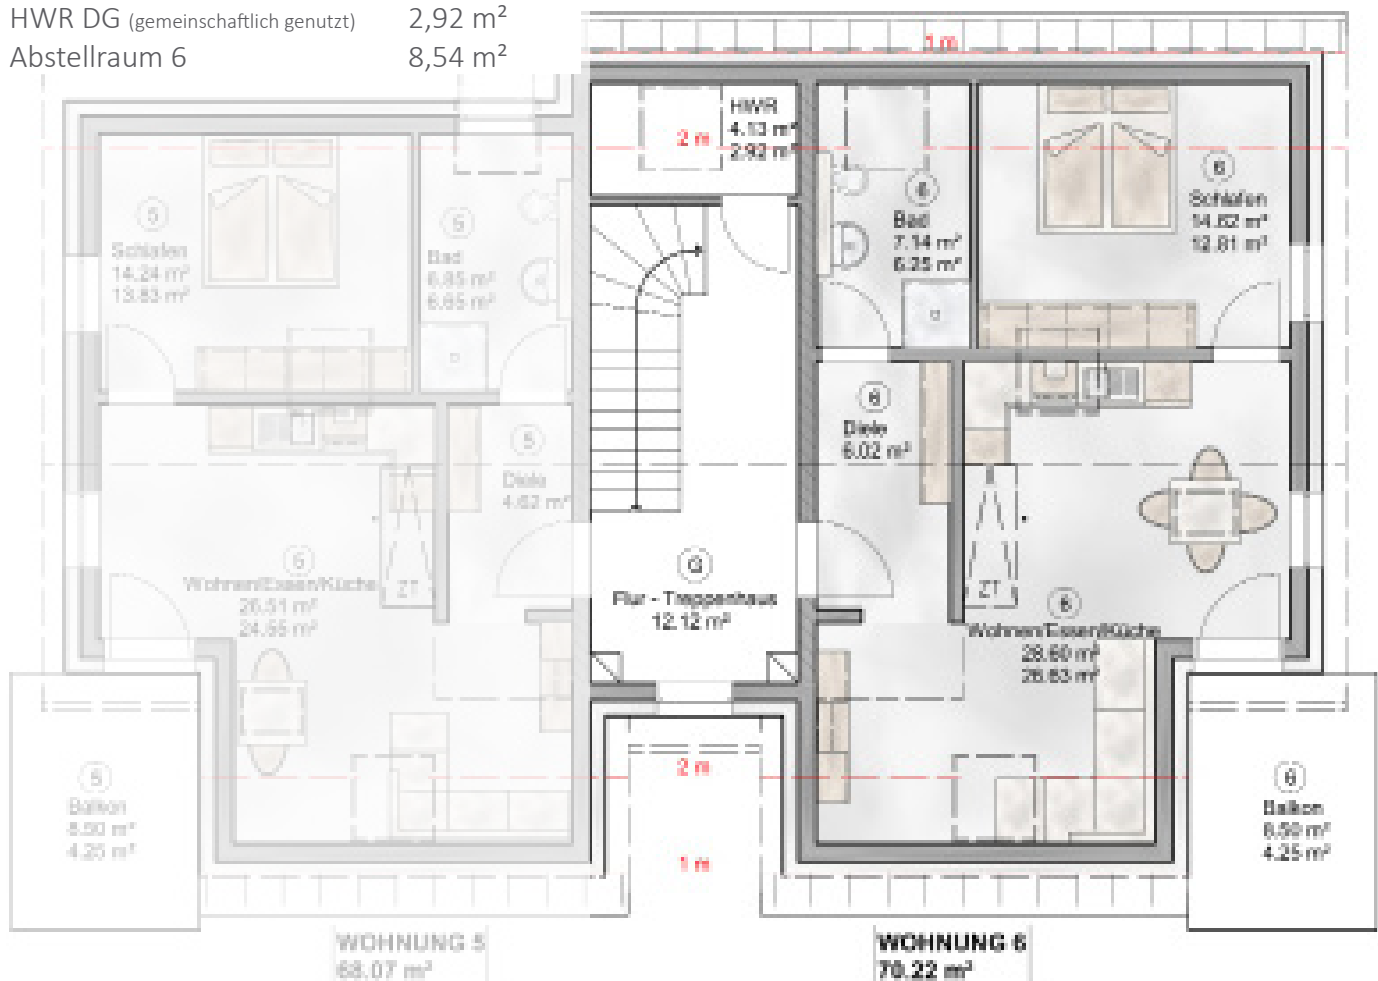 HWR DG (gemeinschaftlich genutzt) 2,92 m²
Abstellraum 6 8,54 m²
1 m
HWR
4.13 m²
2.92 m²
2 m
6
Schlafen
14.62 m²
12.81 m²
6
Bad
7.14 m²
6.25 m²
5
Schlafen
14.24 m²
13.83 m²
5
Bad
6.85 m²
6.65 m²
6
Diele
6.02 m²
5
Diele
4.62 m²
5
Wohnen/Essen/Küche
26.51 m²
24.55 m²
ZT
G
Flur - Treppenhaus
12.12 m²
ZT
6
Wohnen/Essen/Küche
28.60 m²
26.63 m²
2 m
5
Balkon
8.50 m²
4.25 m²
6
Balkon
8.50 m²
4.25 m²
1 m
WOHNUNG 5
68.07 m²
WOHNUNG 6
70.22 m²